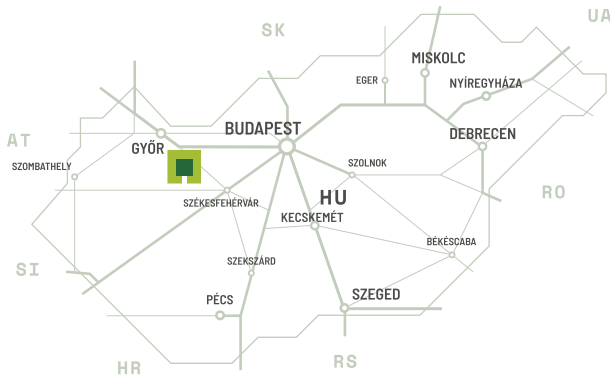 UA
SK
MISKOLC
EGER
NYÍREGYHÁZA
BUDAPEST
DEBRECEN
AT
GYŐR
SZOMBATHELY
SZOLNOK
HU
RO
SZÉKESFEHÉRVÁR
KECSKEMÉT
BÉKÉSCABA
SZEKSZÁRD
SI
PÉCS
SZEGED
RS
HR